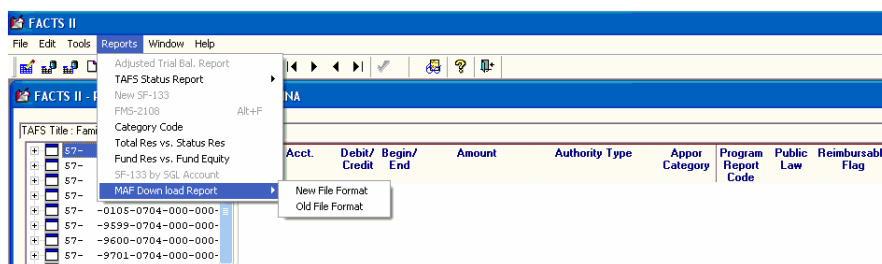 FACTS II
File Edit Tools Reports Window Help
Adjusted Trial Bal. Report
TAFS Status Report
New SF-133
FACTS II -
NA
FMS-2108 Alt+F
TAFS Title : Fami
Category Code
Total Res vs. Status Res
Fund Res vs. Fund Equity
SF-133 by SGL Account
MAF Down load Report
New File Format
Old File Format
Acct. Debit/ Credit Begin/ End Amount Authority Type Appor Category Program Report Code Public Law Reimbursabl Flag
57-
57-
57-
57-
57- -0105-0704-000-000-
57- -9599-0704-000-000-
57- -9600-0704-000-000-
57- -9701-0704-000-000-